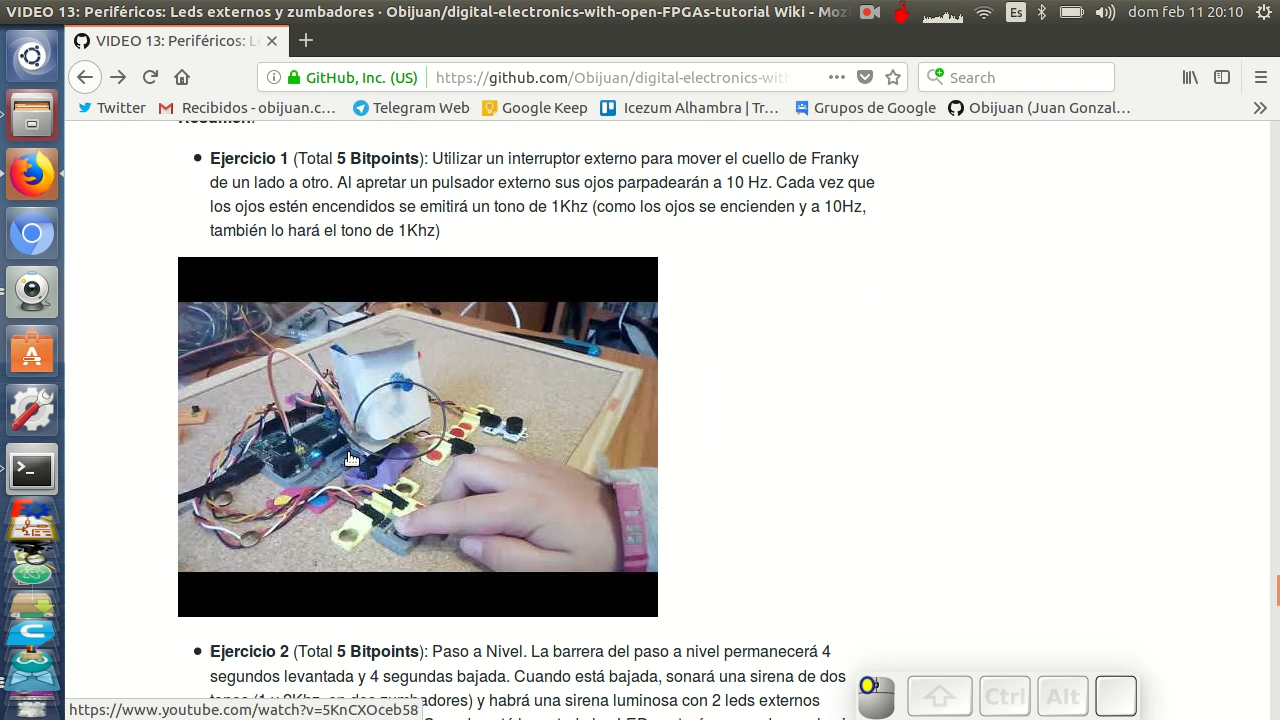 VIDEO 13: Periféricos: Leds externos y zumbadores · Obijuan/digital-electronics-with-open-FPGAs-tutorial Wiki - Moz
Es
dom feb 11 20:10
VIDEO 13: Periféricos: L
GitHub, Inc. (US)
https://github.com/Obijuan/digital-electronics-with
Search
Twitter
Recibidos - obijuan.c...
Telegram Web
Google Keep
Icezum Alhambra | Tr...
Grupos de Google
Obijuan (Juan Gonzal...
Resumen:
Ejercicio 1 (Total 5 Bitpoints): Utilizar un interruptor externo para mover el cuello de Franky
de un lado a otro. Al apretar un pulsador externo sus ojos parpadearán a 10 Hz. Cada vez que
los ojos estén encendidos se emitirá un tono de 1Khz (como los ojos se encienden y a 10Hz,
también lo hará el tono de 1Khz)
Ejercicio 2 (Total 5 Bitpoints): Paso a Nivel. La barrera del paso a nivel permanecerá 4
segundos levantada y 4 segundas bajada. Cuando está bajada, sonará una sirena de dos
y habrá una sirena luminosa con 2 leds externos
https://www.youtube.com/watch?v=5KnCXOceb58
Ctrl
Alt